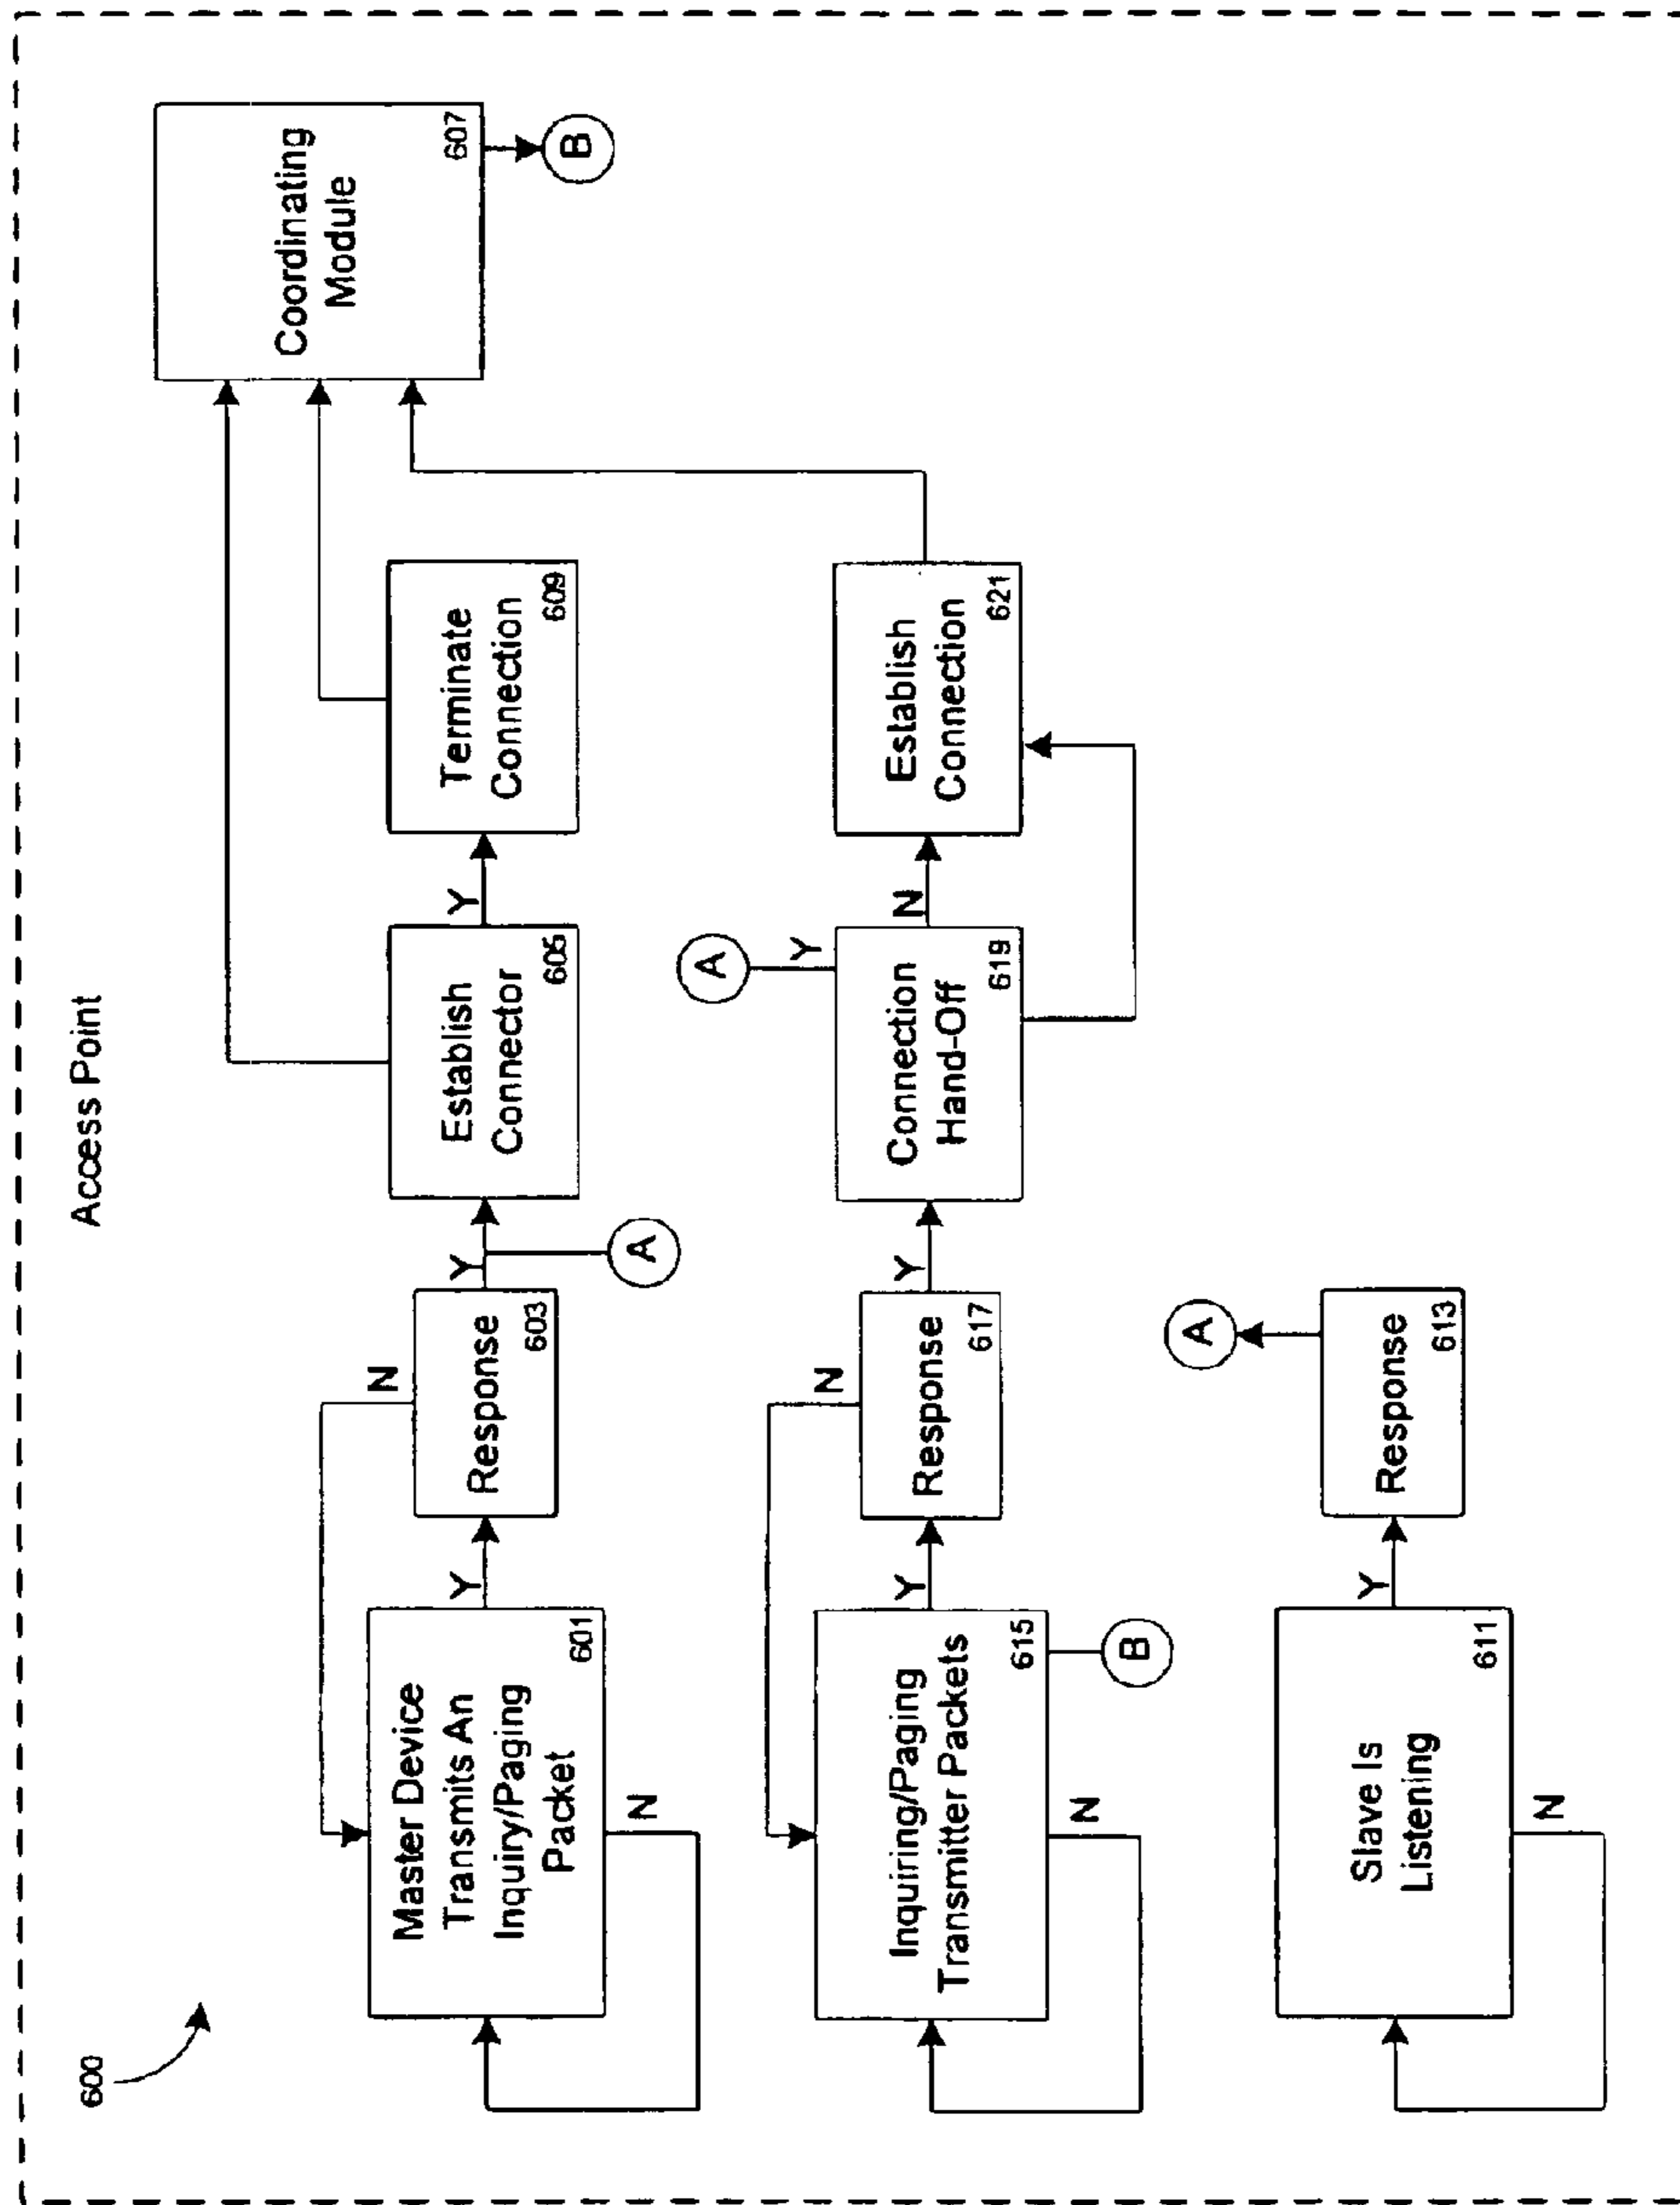 600
Access Point
Master Device
Transmits An
Inquiry/Paging
Packet
601
N
Y
Response
603
N
Y
A
Establish
Connector
605
Y
Terminate
Connection
609
Coordinating
Module
607
B
Inquiring/Paging
Transmitter Packets
615
N
B
Y
Response
617
N
Y
Connection
Hand-Off
619
A
Y
N
Establish
Connection
621
Slave Is
Listening
611
N
Y
Response
613
A